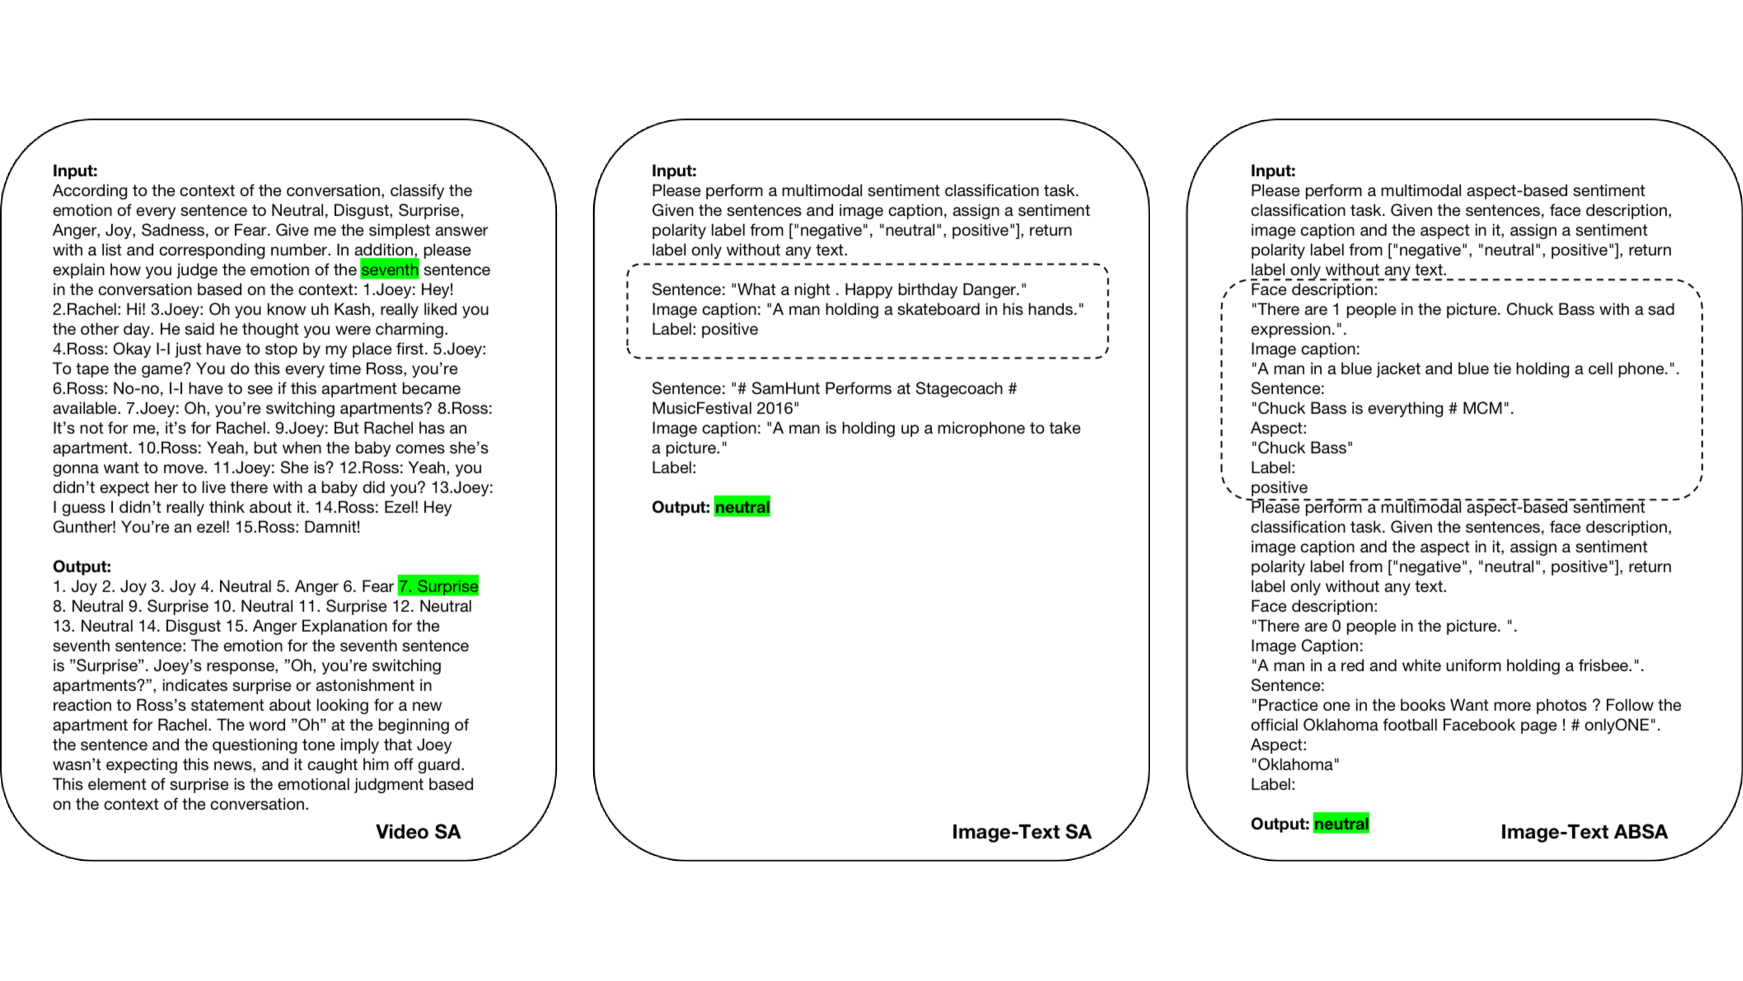 Input:
According to the context of the conversation, classify the
emotion of every sentence to Neutral, Disgust, Surprise,
Anger, Joy, Sadness, or Fear. Give me the simplest answer
with a list and corresponding number. In addition, please
explain how you judge the emotion of the seventh sentence
in the conversation based on the context: 1.Joey: Hey!
2.Rachel: Hi! 3.Joey: Oh you know uh Kash, really liked you
the other day. He said he thought you were charming.
4.Ross: Okay I-I just have to stop by my place first. 5.Joey:
To tape the game? You do this every time Ross, you're
6.Ross: No-no, I-I have to see if this apartment became
available. 7.Joey: Oh, you're switching apartments? 8.Ross:
It's not for me, it's for Rachel. 9.Joey: But Rachel has an
apartment. 10.Ross: Yeah, but when the baby comes she's
gonna want to move. 11.Joey: She is? 12.Ross: Yeah, you
didn't expect her to live there with a baby did you? 13.Joey:
I guess I didn't really think about it. 14.Ross: Ezel! Hey
Gunther! You're an ezel! 15.Ross: Damnit!
Output:
1. Joy 2. Joy 3. Joy 4. Neutral 5. Anger 6. Fear 7. Surprise
8. Neutral 9. Surprise 10. Neutral 11. Surprise 12. Neutral
13. Neutral 14. Disgust 15. Anger Explanation for the
seventh sentence: The emotion for the seventh sentence
is ”Surprise”. Joey's response, ”Oh, you're switching
apartments?”, indicates surprise or astonishment in
reaction to Ross's statement about looking for a new
apartment for Rachel. The word ”Oh” at the beginning of
the sentence and the questioning tone imply that Joey
wasn't expecting this news, and it caught him off guard.
This element of surprise is the emotional judgment based
on the context of the conversation.
Video SA
Input:
Please perform a multimodal sentiment classification task.
Given the sentences and image caption, assign a sentiment
polarity label from ["negative", "neutral", positive"], return
label only without any text.
Sentence: "What a night . Happy birthday Danger."
Image caption: "A man holding a skateboard in his hands."
Label: positive
Sentence: "# SamHunt Performs at Stagecoach #
MusicFestival 2016"
Image caption: "A man is holding up a microphone to take
a picture."
Label:
Output: neutral
Image-Text SA
Input:
Please perform a multimodal aspect-based sentiment
classification task. Given the sentences, face description,
image caption and the aspect in it, assign a sentiment
polarity label from ["negative", "neutral", positive"], return
label only without any text.
Face description:
"There are 1 people in the picture. Chuck Bass with a sad
expression.".
Image caption:
"A man in a blue jacket and blue tie holding a cell phone.".
Sentence:
"Chuck Bass is everything # MCM".
Aspect:
"Chuck Bass"
Label:
positive
Please perform a multimodal aspect-based sentiment
classification task. Given the sentences, face description,
image caption and the aspect in it, assign a sentiment
polarity label from ["negative", "neutral", positive"], return
label only without any text.
Face description:
"There are 0 people in the picture. ".
Image Caption:
"A man in a red and white uniform holding a frisbee.".
Sentence:
"Practice one in the books Want more photos ? Follow the
official Oklahoma football Facebook page ! # onlyONE".
Aspect:
"Oklahoma"
Label:
Output: neutral
Image-Text ABSA